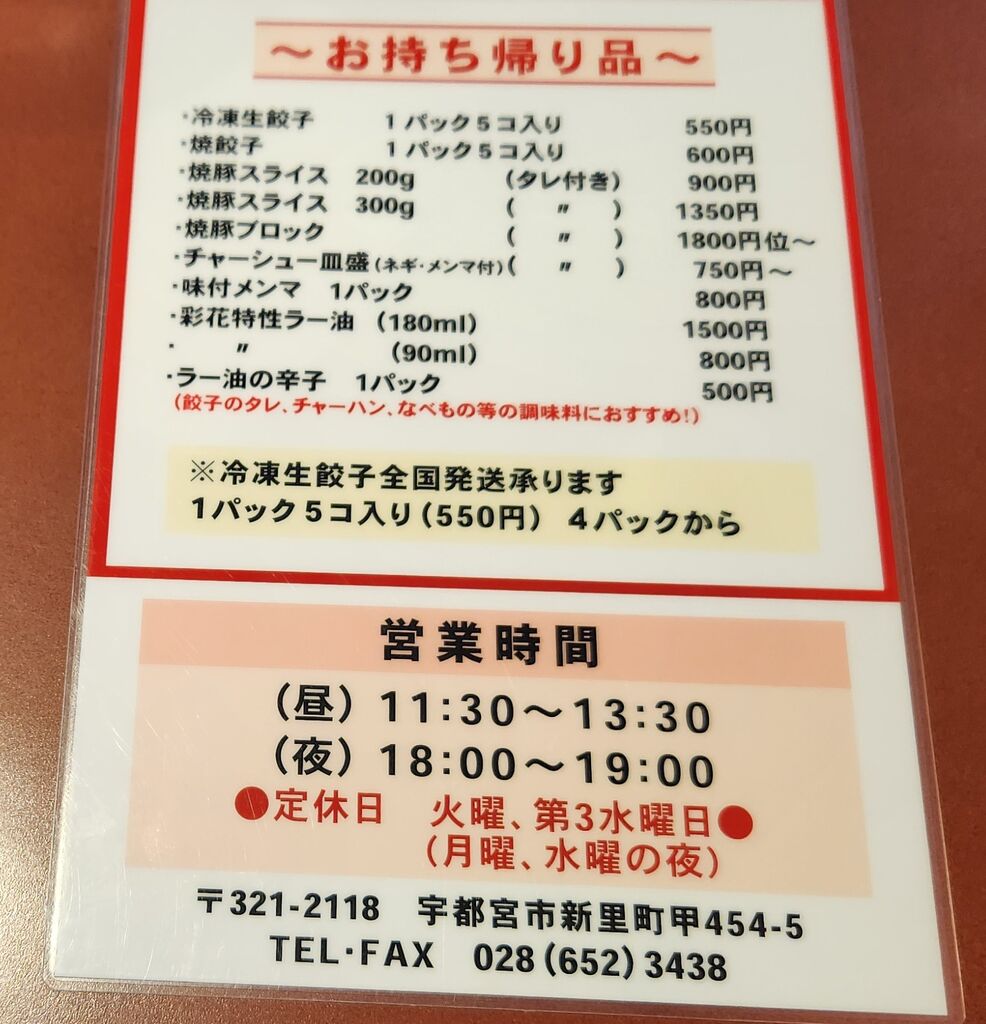 〜お持ち帰り品〜
・冷凍生餃子 1パック5コ入り 550円
・焼餃子 1パック5コ入り 600円
・焼豚スライス 200g (タレ付き) 900円
・焼豚スライス 300g ( 〃 ) 1350円
・焼豚ブロック ( 〃 ) 1800円位〜
・チャーシュー皿盛(ネギ・メンマ付)( 〃 ) 750円〜
・味付メンマ 1パック 800円
・彩花特性ラー油 (180ml) 1500円
・ 〃 (90ml) 800円
・ラー油の辛子 1パック 500円
(餃子のタレ、チャーハン、なべもの等の調味料におすすめ!)
※冷凍生餃子全国発送承ります
1パック5コ入り(550円) 4パックから
営業時間
(昼) 11:30〜13:30
(夜) 18:00〜19:00
●定休日 火曜、第3水曜日●
(月曜、水曜の夜)
〒321-2118 宇都宮市新里町甲454-5
TEL・FAX 028(652)3438